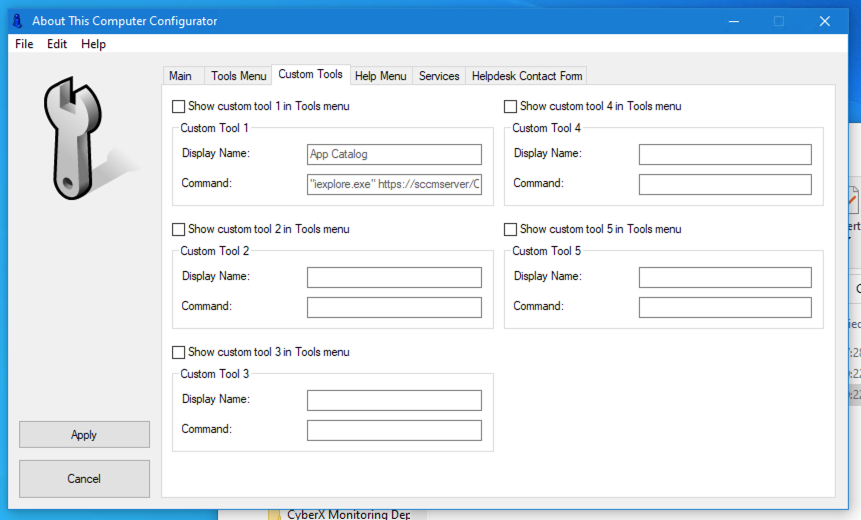 About This Computer Configurator
File Edit Help
Main Tools Menu Custom Tools Help Menu Services Helpdesk Contact Form
Show custom tool 1 in Tools menu
Custom Tool 1
Display Name: App Catalog
Command: "iexplore.exe" https://sccmserver/C
Show custom tool 2 in Tools menu
Custom Tool 2
Display Name:
Command:
Show custom tool 3 in Tools menu
Custom Tool 3
Display Name:
Command:
Show custom tool 4 in Tools menu
Custom Tool 4
Display Name:
Command:
Show custom tool 5 in Tools menu
Custom Tool 5
Display Name:
Command:
Apply
Cancel
CyberX Monitoring Dep